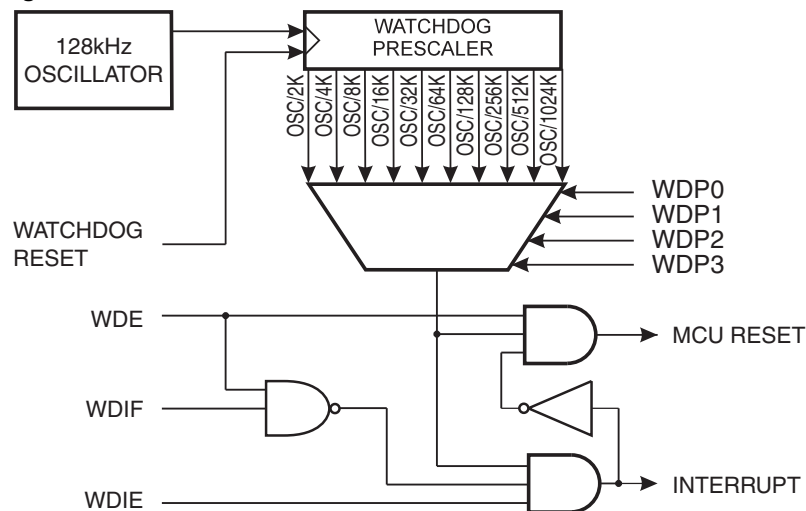 128kHz
OSCILLATOR
WATCHDOG
PRESCALER
OSC/2K
OSC/4K
OSC/8K
OSC/16K
OSC/32K
OSC/64K
OSC/128K
OSC/256K
OSC/512K
OSC/1024K
WDP0
WDP1
WDP2
WDP3
WATCHDOG
RESET
WDE
MCU RESET
WDIF
INTERRUPT
WDIE